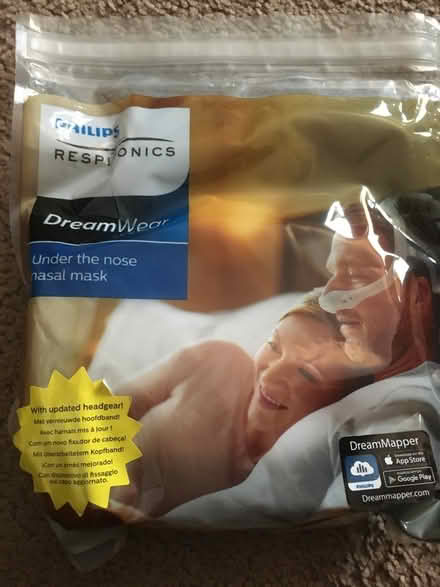 PHILIPS
RESPIRONICS
DreamWear
Under the nose
nasal mask
With updated headgear!
Met vernieuwde hoofdband!
Avec harnais mis à jour !
Com um novo fixador de cabeça!
Mit überarbeitetem Kopfband!
¡Con un arnés mejorado!
Con dispositivo di fissaggio
sul capo aggiornato.
DreamMapper
App Store
Google Play
PHILIPS
Dreammapper.com